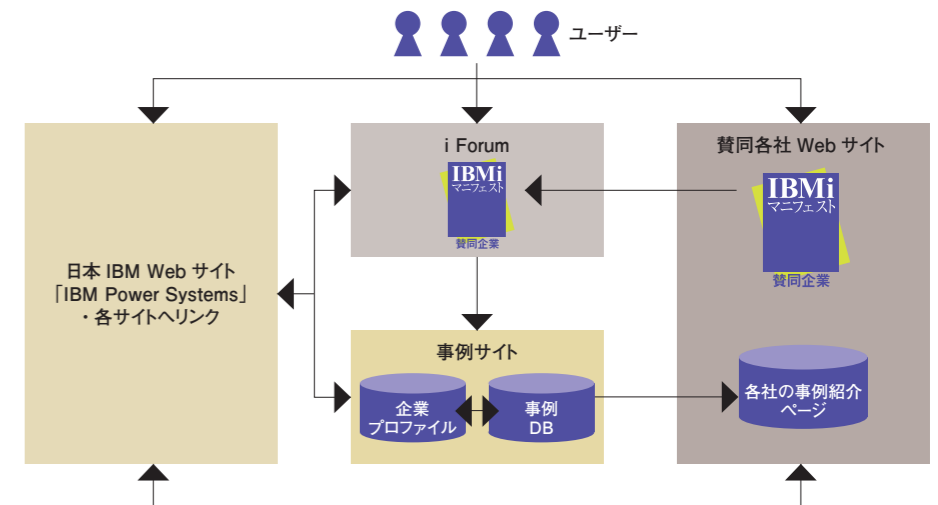 ユーザー
日本 IBM Web サイト
「IBM Power Systems」
・各サイトへリンク
i Forum
IBMi
マニフェスト
賛同企業
事例サイト
企業
プロファイル
事例
DB
賛同各社 Web サイト
IBMi
マニフェスト
賛同企業
各社の事例紹介
ページ